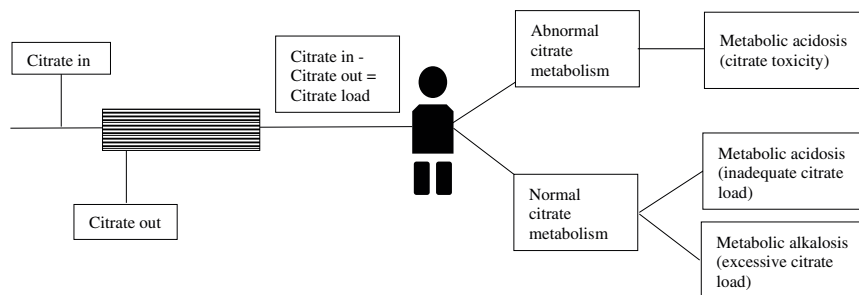 Citrate in
Citrate out
Citrate in -
Citrate out =
Citrate load
Abnormal
citrate
metabolism
Metabolic acidosis
(citrate toxicity)
Normal
citrate
metabolism
Metabolic acidosis
(inadequate citrate
load)
Metabolic alkalosis
(excessive citrate
load)